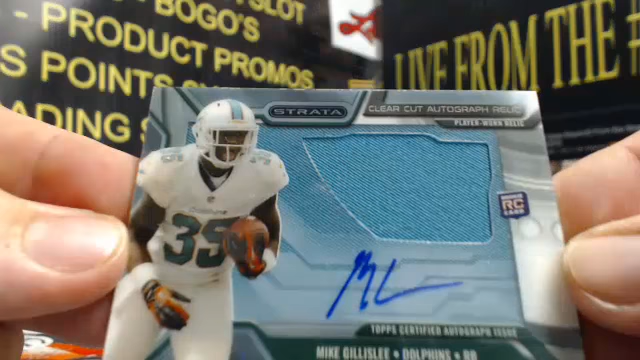 SLOT
BOGO'S
- PRODUCT PROMOS
S POINTS
ADING
LIVE FROM THE #
STRATA
CLEAR CUT AUTOGRAPH RELIC
PLAYER-WORN RELIC
RC
35
TOPPS CERTIFIED AUTOGRAPH ISSUE
MIKE GILLISLEE • DOLPHINS • RB